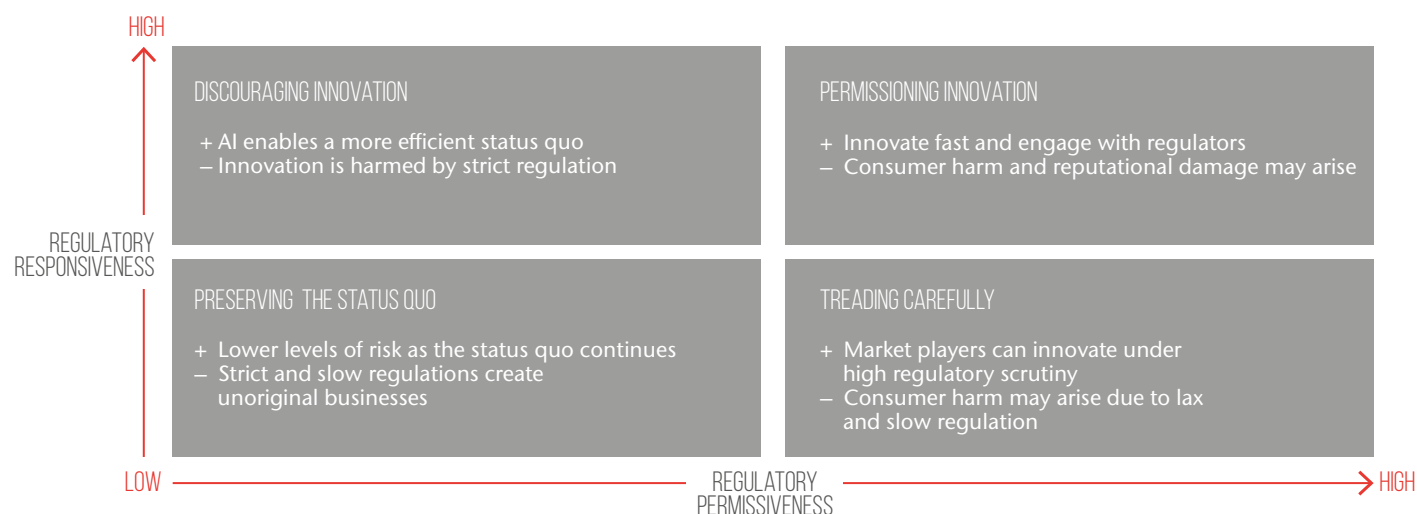 HIGH
DISCOURAGING INNOVATION
+ AI enables a more efficient status quo
– Innovation is harmed by strict regulation
PERMISSIONING INNOVATION
+ Innovate fast and engage with regulators
– Consumer harm and reputational damage may arise
REGULATORY
RESPONSIVENESS
PRESERVING THE STATUS QUO
+ Lower levels of risk as the status quo continues
– Strict and slow regulations create
unoriginal businesses
TREADING CAREFULLY
+ Market players can innovate under
high regulatory scrutiny
– Consumer harm may arise due to lax
and slow regulation
LOW
REGULATORY
PERMISSIVENESS
HIGH